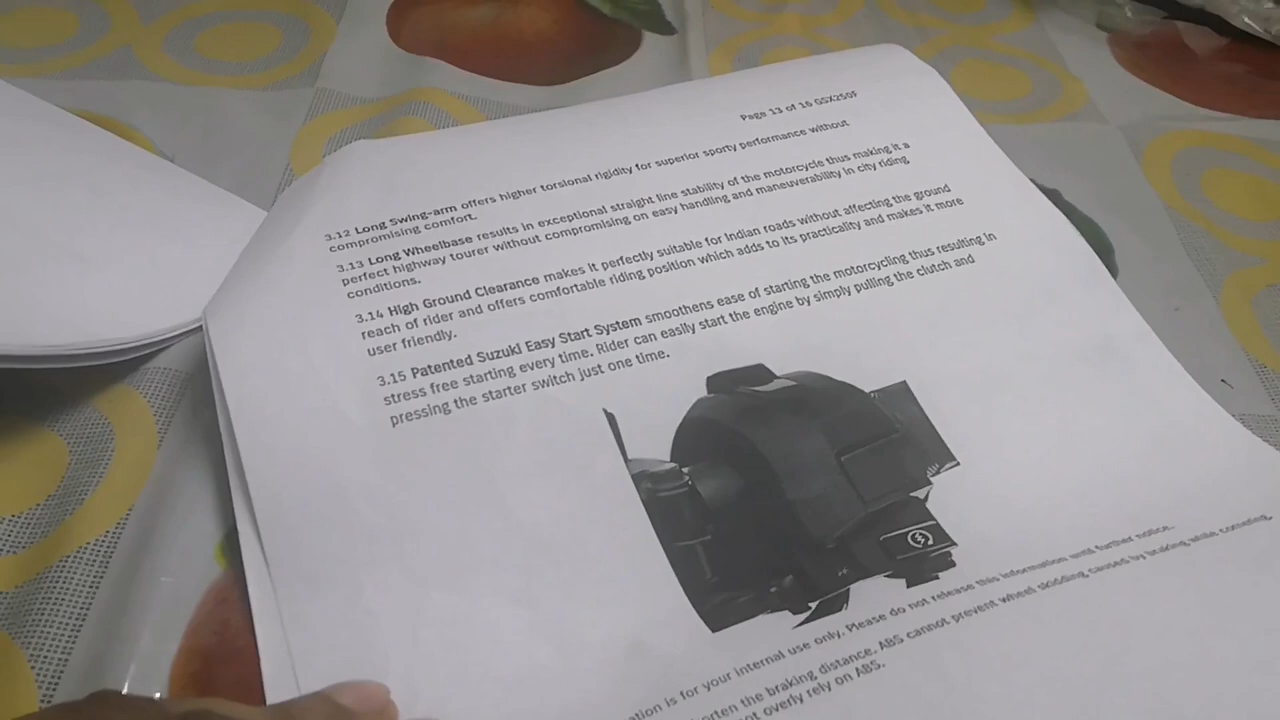 Page 13 of 16 GSX250F
3.12 Long Swing-arm offers higher torsional rigidity for superior sporty performance without
compromising comfort.
3.13 Long Wheelbase results in exceptional straight line stability of the motorcycle thus making it a
perfect highway tourer without compromising on easy handling and maneuverability in city riding
conditions.
3.14 High Ground Clearance makes it perfectly suitable for Indian roads without affecting the ground
reach of rider and offers comfortable riding position which adds to its practicality and makes it more
user friendly.
3.15 Patented Suzuki Easy Start System smoothens ease of starting the motorcycling thus resulting in
stress free starting every time. Rider can easily start the engine by simply pulling the clutch and
pressing the starter switch just one time.
ation is for your internal use only. Please do not release this information until further notice.
orten the braking distance. ABS cannot prevent wheel skidding caused by braking while cornering.
ot overly rely on ABS.